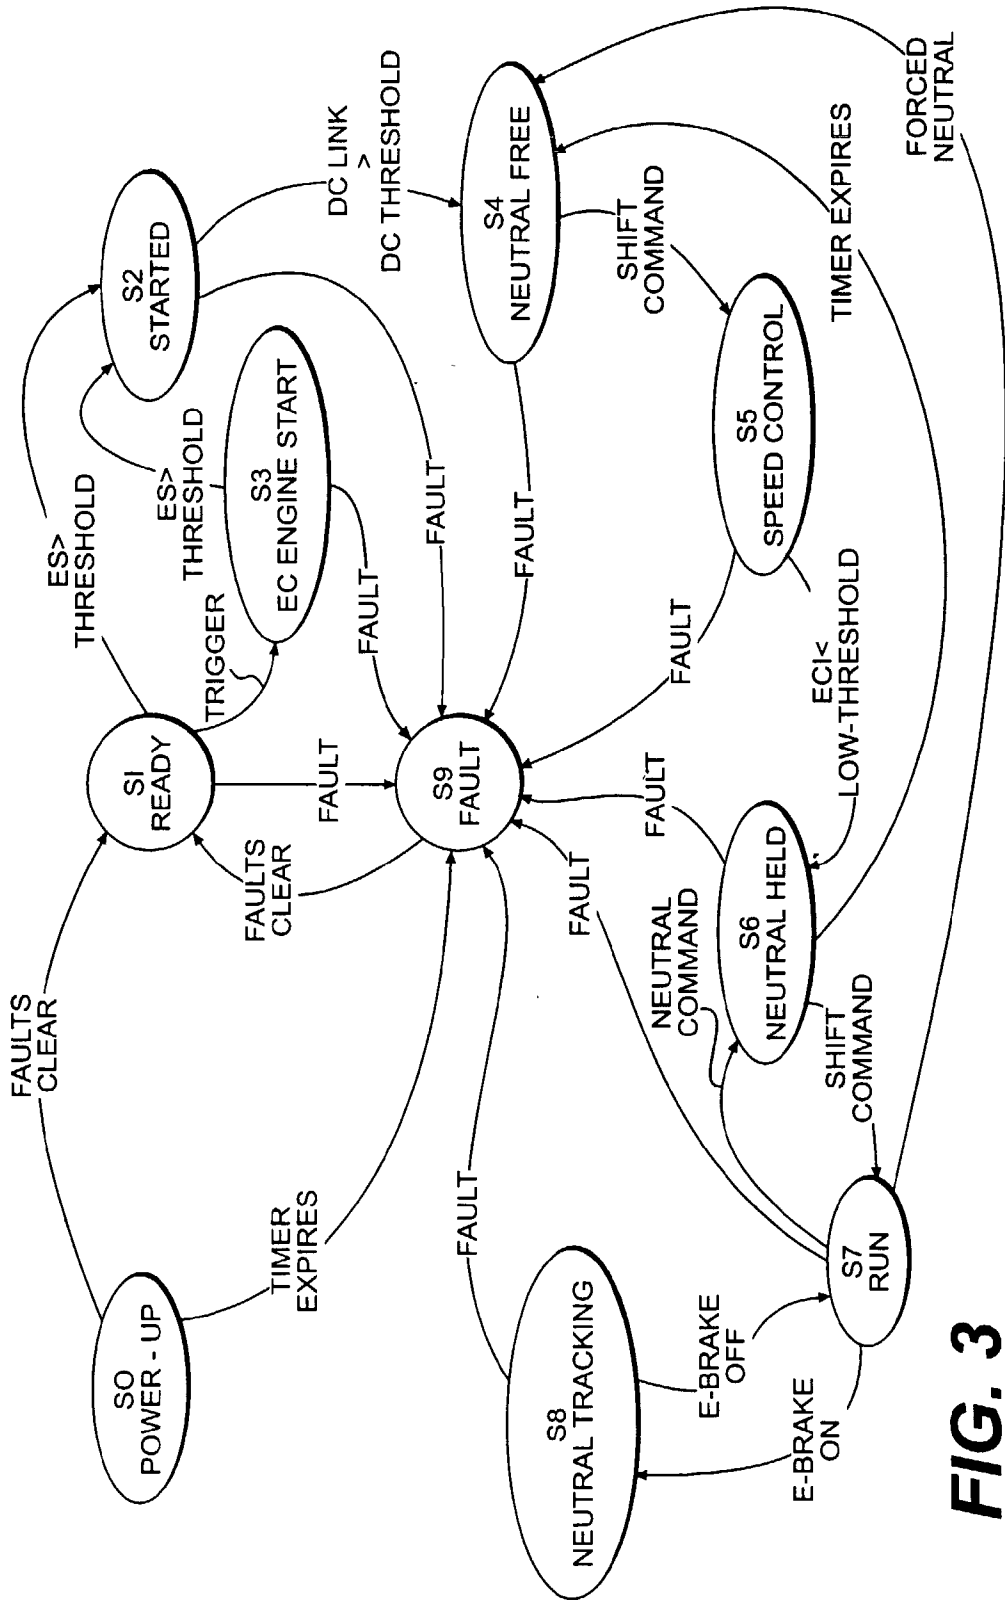 S0
POWER - UP
FAULTS
CLEAR
TIMER
EXPIRES
S1
READY
ES>
THRESHOLD
TRIGGER
ES>
THRESHOLD
S2
STARTED
S3
EC ENGINE START
FAULT
FAULT
FAULT
FAULTS
CLEAR
S9
FAULT
DC LINK
>
DC THRESHOLD
S4
NEUTRAL FREE
FAULT
SHIFT
COMMAND
S5
SPEED CONTROL
FAULT
ECI<
LOW-THRESHOLD
TIMER EXPIRES
FORCED
NEUTRAL
FAULT
S6
NEUTRAL HELD
NEUTRAL
COMMAND
SHIFT
COMMAND
FAULT
FAULT
S8
NEUTRAL TRACKING
E-BRAKE
OFF
E-BRAKE
ON
S7
RUN
FIG. 3